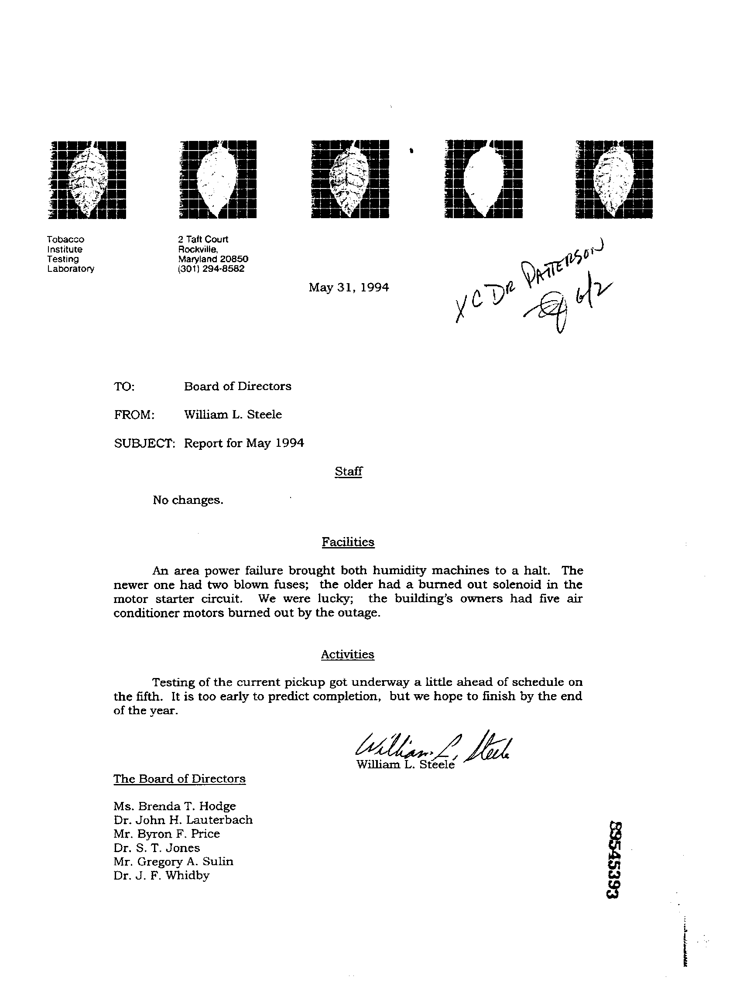 Tobacco
Institute
Testing
Laboratory
2 Taft Court
Rockville,
Maryland 20850
(301) 294-8582
May 31, 1994
XC DR PATTERSON
6/2
TO: Board of Directors
FROM: William L. Steele
SUBJECT: Report for May 1994
Staff
No changes.
Facilities
An area power failure brought both humidity machines to a halt. The
newer one had two blown fuses; the older had a burned out solenoid in the
motor starter circuit. We were lucky; the building's owners had five air
conditioner motors burned out by the outage.
Activities
Testing of the current pickup got underway a little ahead of schedule on
the fifth. It is too early to predict completion, but we hope to finish by the end
of the year.
William L. Steele
William L. Steele
The Board of Directors
Ms. Brenda T. Hodge
Dr. John H. Lauterbach
Mr. Byron F. Price
Dr. S. T. Jones
Mr. Gregory A. Sulin
Dr. J. F. Whidby
89545393